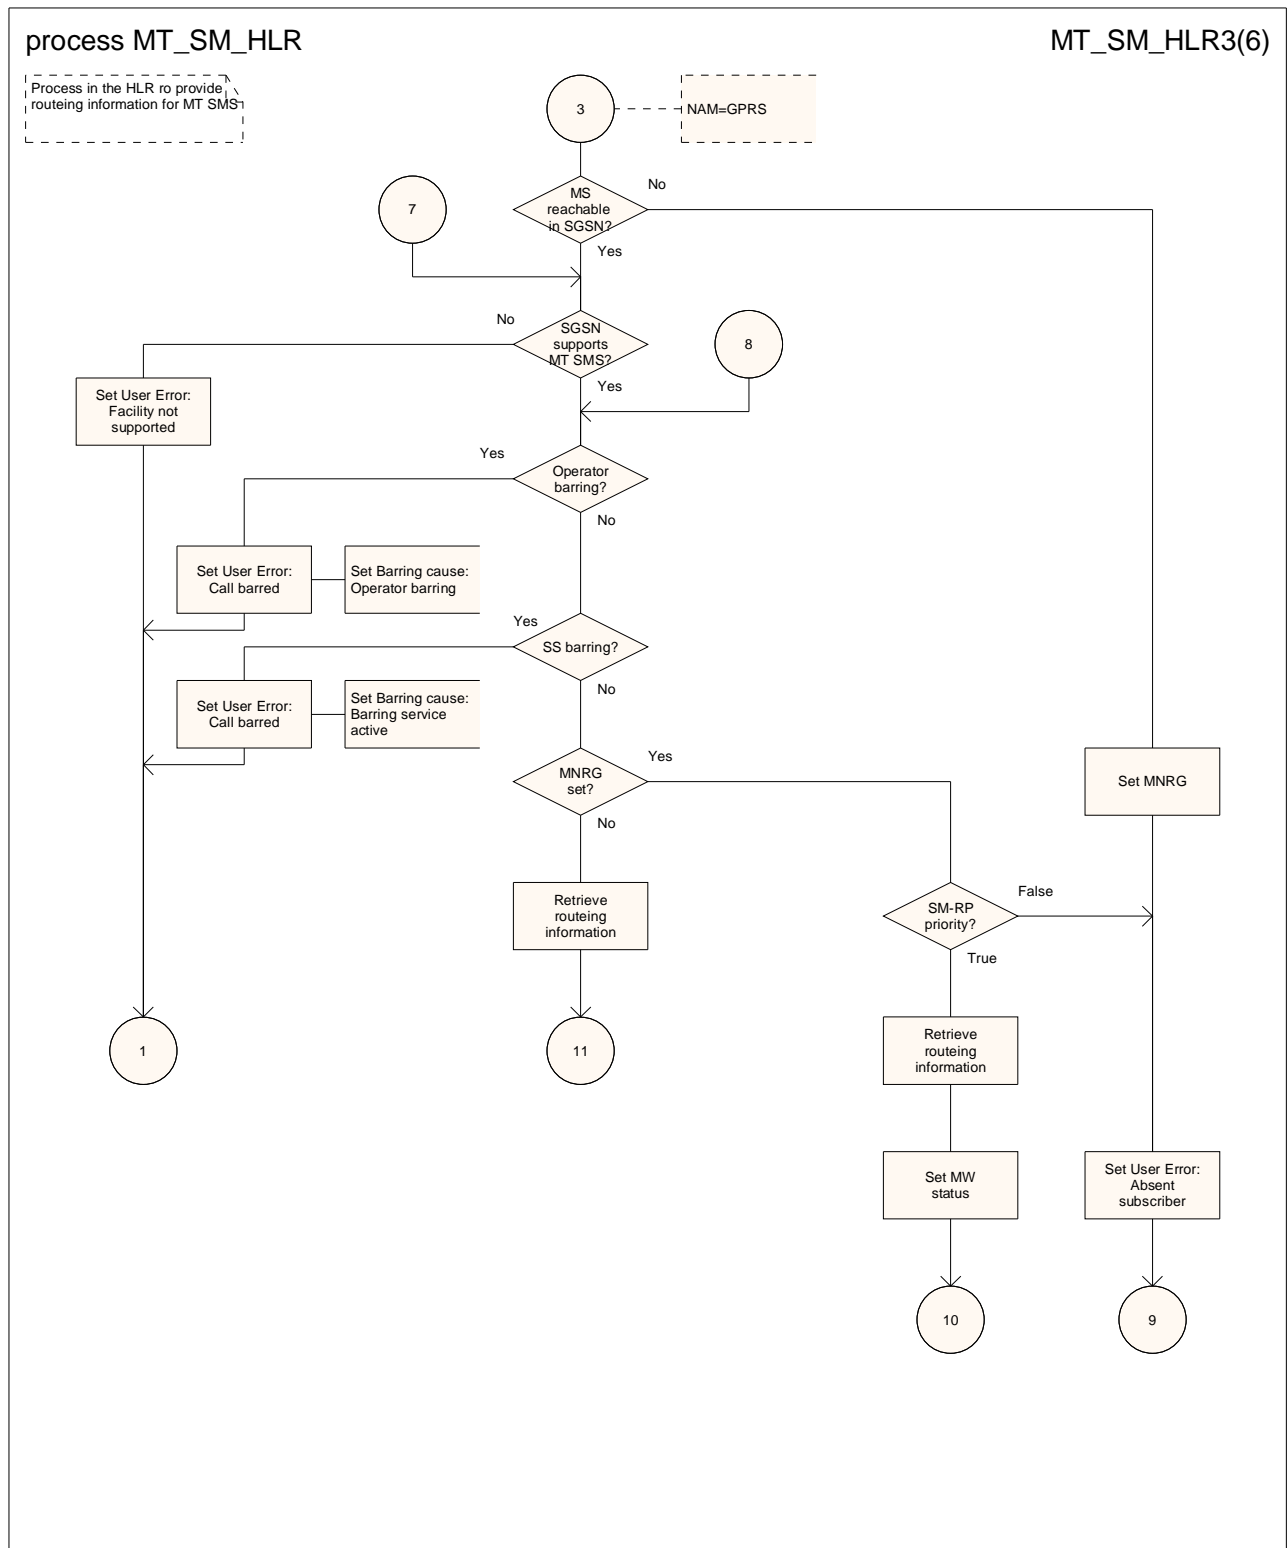 process MT_SM_HLR
MT_SM_HLR3(6)
Process in the HLR ro provide
routeing information for MT SMS
3
NAM=GPRS
MS
reachable
in SGSN?
No
Yes
7
SGSN
supports
MT SMS?
No
Yes
8
Set User Error:
Facility not
supported
Operator
barring?
Yes
No
Set User Error:
Call barred
Set Barring cause:
Operator barring
SS barring?
Yes
No
Set User Error:
Call barred
Set Barring cause:
Barring service
active
MNRG
set?
Yes
No
Set MNRG
Retrieve
routeing
information
SM-RP
priority?
False
True
1
11
Retrieve
routeing
information
Set MW
status
Set User Error:
Absent
subscriber
10
9